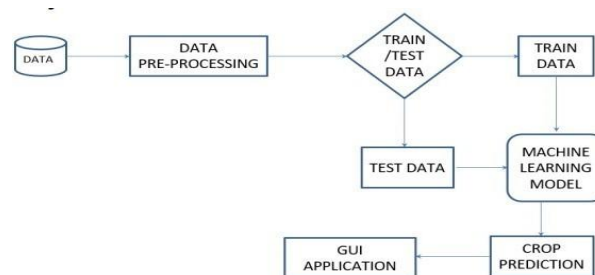 DATA
DATA
PRE-PROCESSING
TRAIN
/TEST
DATA
TRAIN
DATA
TEST DATA
MACHINE
LEARNING
MODEL
CROP
PREDICTION
GUI
APPLICATION